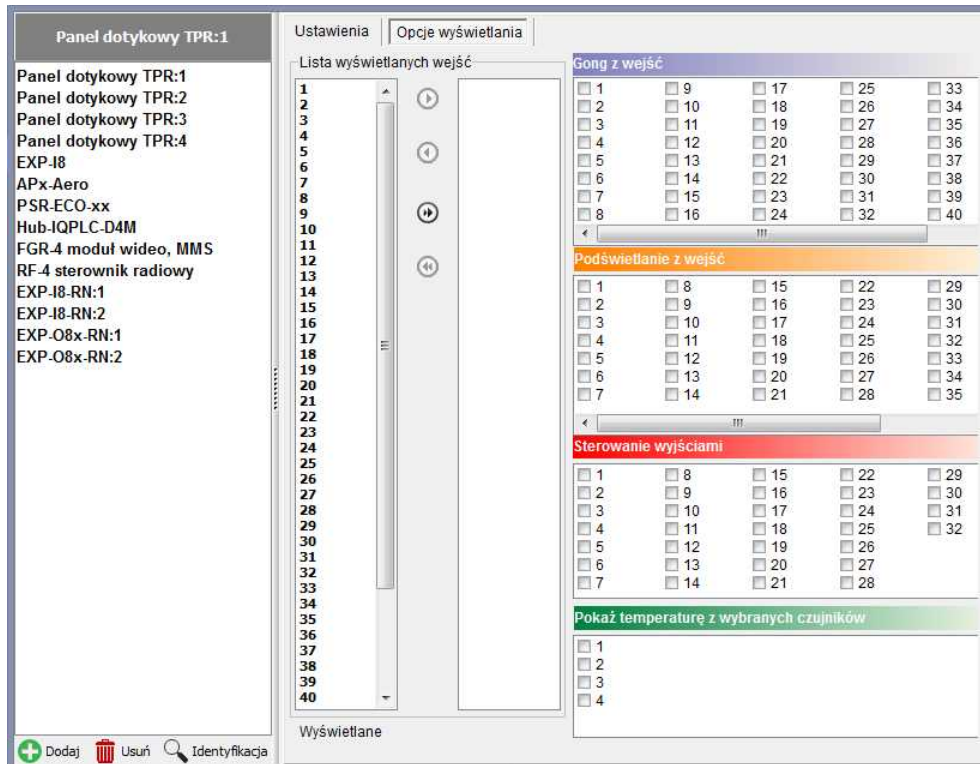 Panel dotykowy TPR:1
Panel dotykowy TPR:1
Panel dotykowy TPR:2
Panel dotykowy TPR:3
Panel dotykowy TPR:4
EXP-I8
APx-Aero
PSR-ECO-xx
Hub-IQPLC-D4M
FGR-4 moduł wideo, MMS
RF-4 sterownik radiowy
EXP-I8-RN:1
EXP-I8-RN:2
EXP-O8x-RN:1
EXP-O8x-RN:2
Dodaj Usuń Identyfikacja
Ustawienia Opcje wyświetlania
Lista wyświetlanych wejść
1
2
3
4
5
6
7
8
9
10
11
12
13
14
15
16
17
18
19
20
21
22
23
24
25
26
27
28
29
30
31
32
33
34
35
36
37
38
39
40
Wyświetlane
Gong z wejść
1 9 17 25 33
2 10 18 26 34
3 11 19 27 35
4 12 20 28 36
5 13 21 29 37
6 14 22 30 38
7 15 23 31 39
8 16 24 32 40
Podświetlanie z wejść
1 8 15 22 29
2 9 16 23 30
3 10 17 24 31
4 11 18 25 32
5 12 19 26 33
6 13 20 27 34
7 14 21 28 35
Sterowanie wyjściami
1 8 15 22 29
2 9 16 23 30
3 10 17 24 31
4 11 18 25 32
5 12 19 26
6 13 20 27
7 14 21 28
Pokaż temperaturę z wybranych czujników
1
2
3
4